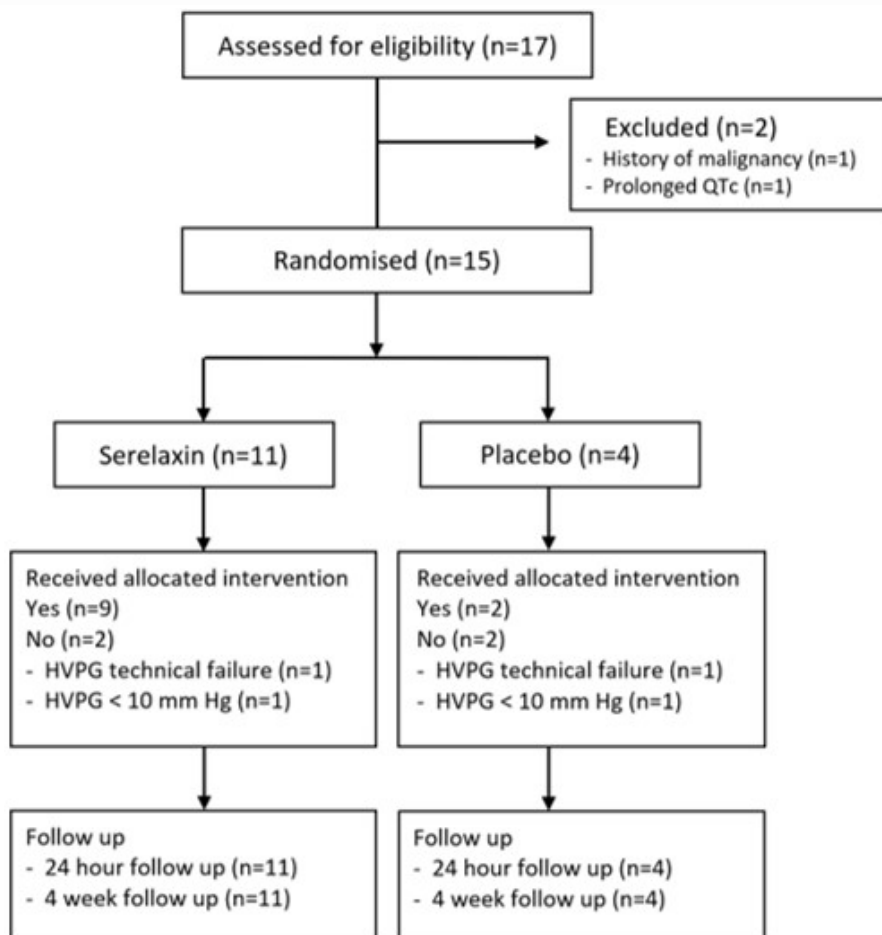 Assessed for eligibility (n=17)
Excluded (n=2)
- History of malignancy (n=1)
- Prolonged QTc (n=1)
Randomised (n=15)
Serelaxin (n=11)
Placebo (n=4)
Received allocated intervention
Yes (n=9)
No (n=2)
- HVPG technical failure (n=1)
- HVPG < 10 mm Hg (n=1)
Received allocated intervention
Yes (n=2)
No (n=2)
- HVPG technical failure (n=1)
- HVPG < 10 mm Hg (n=1)
Follow up
- 24 hour follow up (n=11)
- 4 week follow up (n=11)
Follow up
- 24 hour follow up (n=4)
- 4 week follow up (n=4)